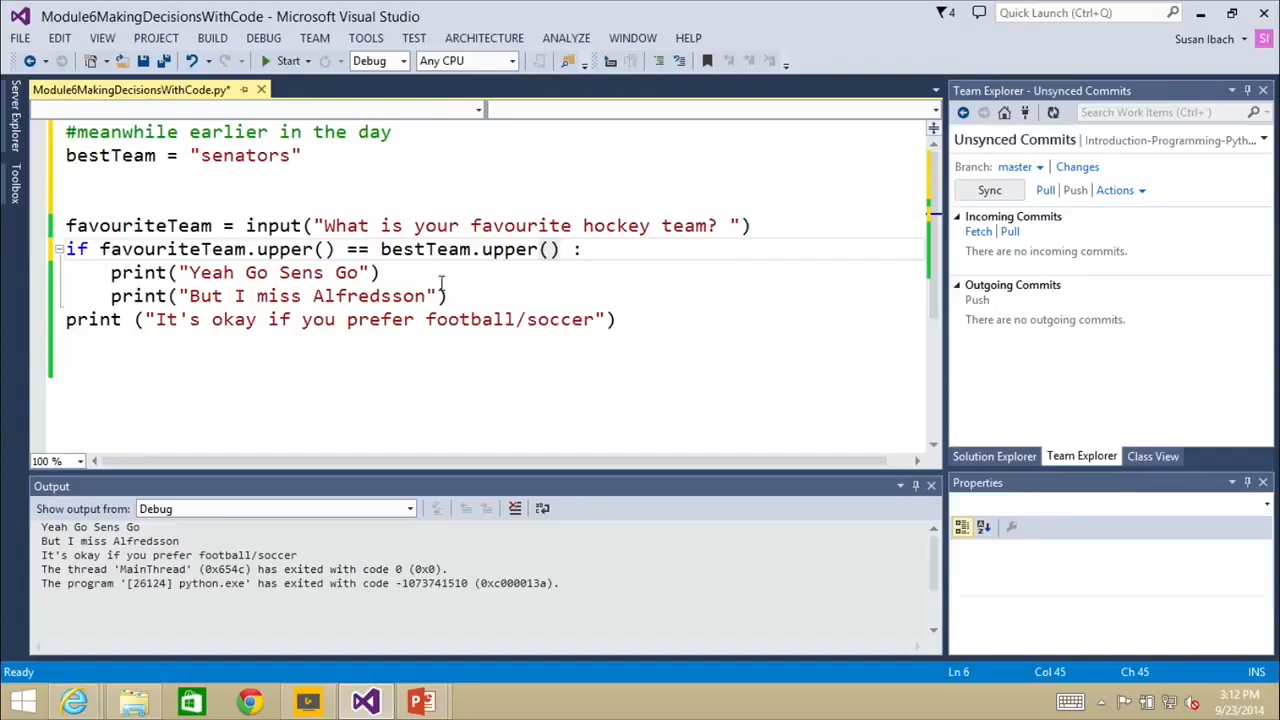 Module6MakingDecisionsWithCode - Microsoft Visual Studio
4
Quick Launch (Ctrl+Q)
FILE EDIT VIEW PROJECT BUILD DEBUG TEAM TOOLS TEST ARCHITECTURE ANALYZE WINDOW HELP
Susan Ibach SI
Start Debug Any CPU
Server Explorer
Toolbox
Module6MakingDecisionsWithCode.py*
#meanwhile earlier in the day
bestTeam = "senators"
favouriteTeam = input("What is your favourite hockey team? ")
if favouriteTeam.upper() == bestTeam.upper() :
print("Yeah Go Sens Go")
print("But I miss Alfredsson")
print ("It's okay if you prefer football/soccer")
100 %
Output
Show output from: Debug
Yeah Go Sens Go
But I miss Alfredsson
It's okay if you prefer football/soccer
The thread 'MainThread' (0x654c) has exited with code 0 (0x0).
The program '[26124] python.exe' has exited with code -1073741510 (0xc000013a).
Team Explorer - Unsynced Commits
Search Work Items (Ctrl+')
Unsynced Commits Introduction-Programming-Pyth...
Branch: master Changes
Sync Pull Push Actions
Incoming Commits
Fetch Pull
There are no incoming commits.
Outgoing Commits
Push
There are no outgoing commits.
Solution Explorer Team Explorer Class View
Properties
Ready Ln 6 Col 45 Ch 45 INS
3:12 PM
9/23/2014